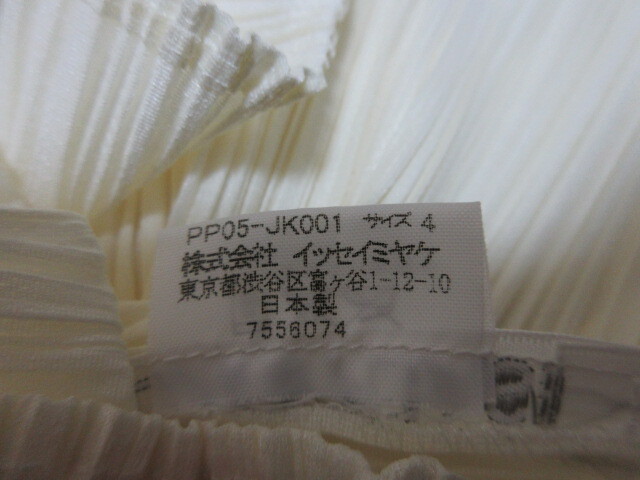 PP05-JK001 サイズ 4
株式会社 イッセイミヤケ
東京都渋谷区富ヶ谷1-12-10
日本製
7556074